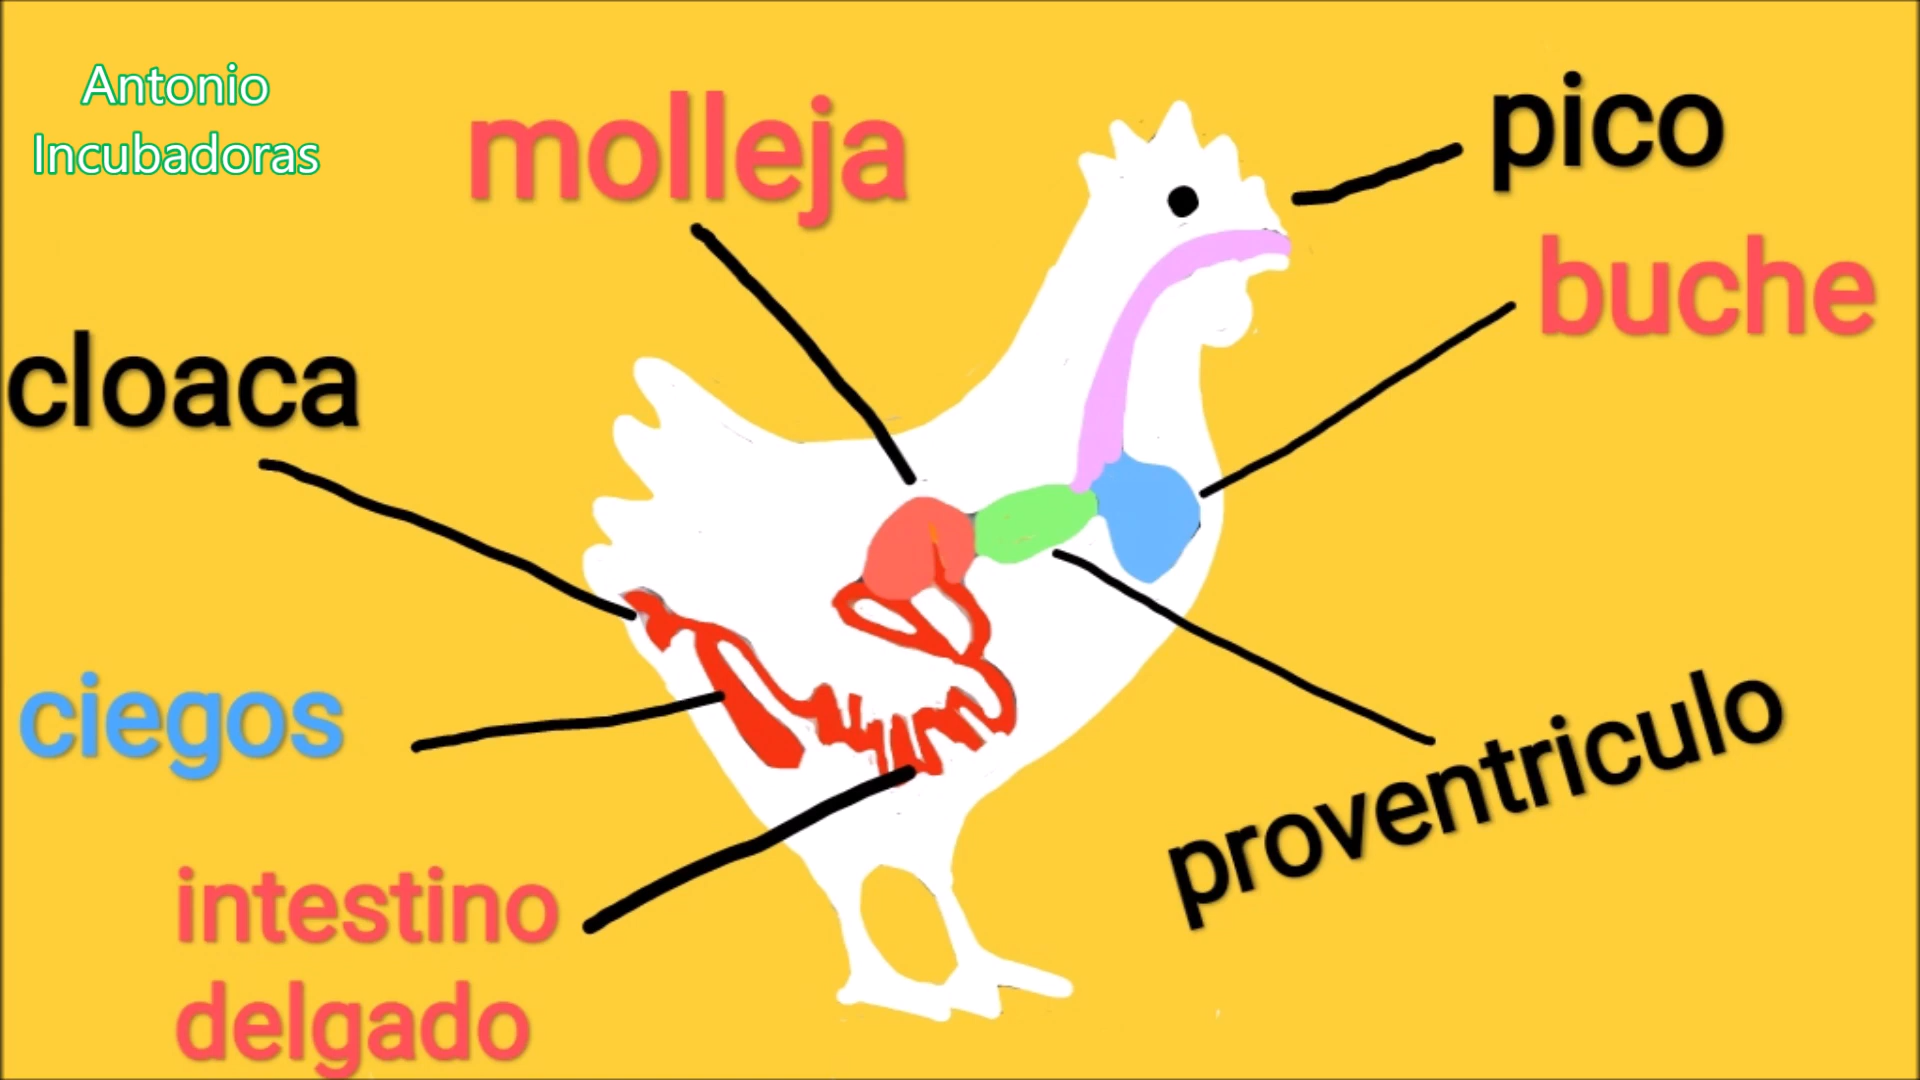 Antonio
Incubadoras
molleja
pico
buche
cloaca
ciegos
proventriculo
intestino
delgado